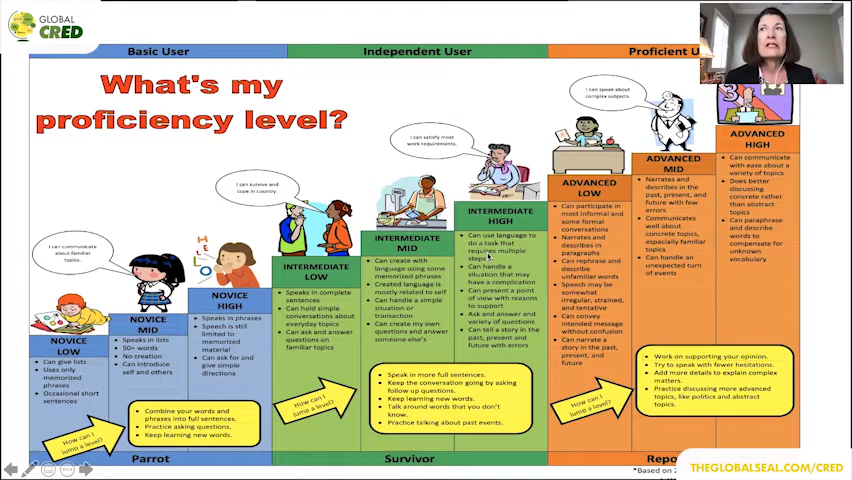 GLOBAL
CRED
Basic User
Independent User
Proficient U
What's my
proficiency level?
I can communicate
about familiar
topics.
HELLO
I can survive and
cope in country.
I can satisfy most
work requirements.
I can speak about
complex subjects.
3
NOVICE
LOW
Can give lists
Uses only
memorized
phrases
Occasional short
sentences
NOVICE
MID
Speaks in lists
50+ words
No creation
Can introduce
self and others
NOVICE
HIGH
Speaks in phrases
Speech is still
limited to
memorized
material
Can ask for and
give simple
directions
INTERMEDIATE
LOW
Speaks in complete
sentences
Can hold simple
conversations about
everyday topics
Can ask and answer
questions on
familiar topics
INTERMEDIATE
MID
Can create with
language using some
memorized phrases
Created language is
mostly related to self
Can handle a simple
situation or
transaction
Can create my own
questions and answer
someone else's
INTERMEDIATE
HIGH
Can use language to
do a task that
requires multiple
steps
Can handle a
situation that may
have a complication
Can present a point
of view with reasons
to support
Ask and answer and
variety of questions
Can tell a story in the
past, present and
future with errors
ADVANCED
LOW
Can participate in
most informal and
some formal
conversations
Narrates and
describes in
paragraphs
Can rephrase and
describe
unfamiliar words
Speech may be
somewhat
irregular, strained,
and tentative
Can convey
intended message
without confusion
Can narrate a
story in the past,
present, and
future
ADVANCED
MID
Narrates and
describes in the
past, present, and
future with few
errors
Communicates well
about concrete
topics, especially
familiar topics
Can handle an
unexpected turn
of events
ADVANCED
HIGH
Can communicate
with ease about a
variety of topics
Does better
discussing
concrete rather
than abstract
topics
Can paraphrase
and describe
words to
compensate for
unknown
vocabulary
How can I
jump a level?
Combine your words and
phrases into full sentences.
Practice asking questions.
Keep learning new words.
How can I
jump a level?
Speak in more full sentences.
Keep the conversation going by asking
follow up questions.
Keep learning new words.
Talk around words that you don't
know.
Practice talking about past events.
How can I
jump a level?
Work on supporting your opinion.
Try to speak with fewer hesitations.
Add more details to explain complex
matters.
Practice discussing more advanced
topics, like politics and abstract
topics.
Parrot
Survivor
Repo
*Based on
THEGLOBALSEAL.COM/CRED